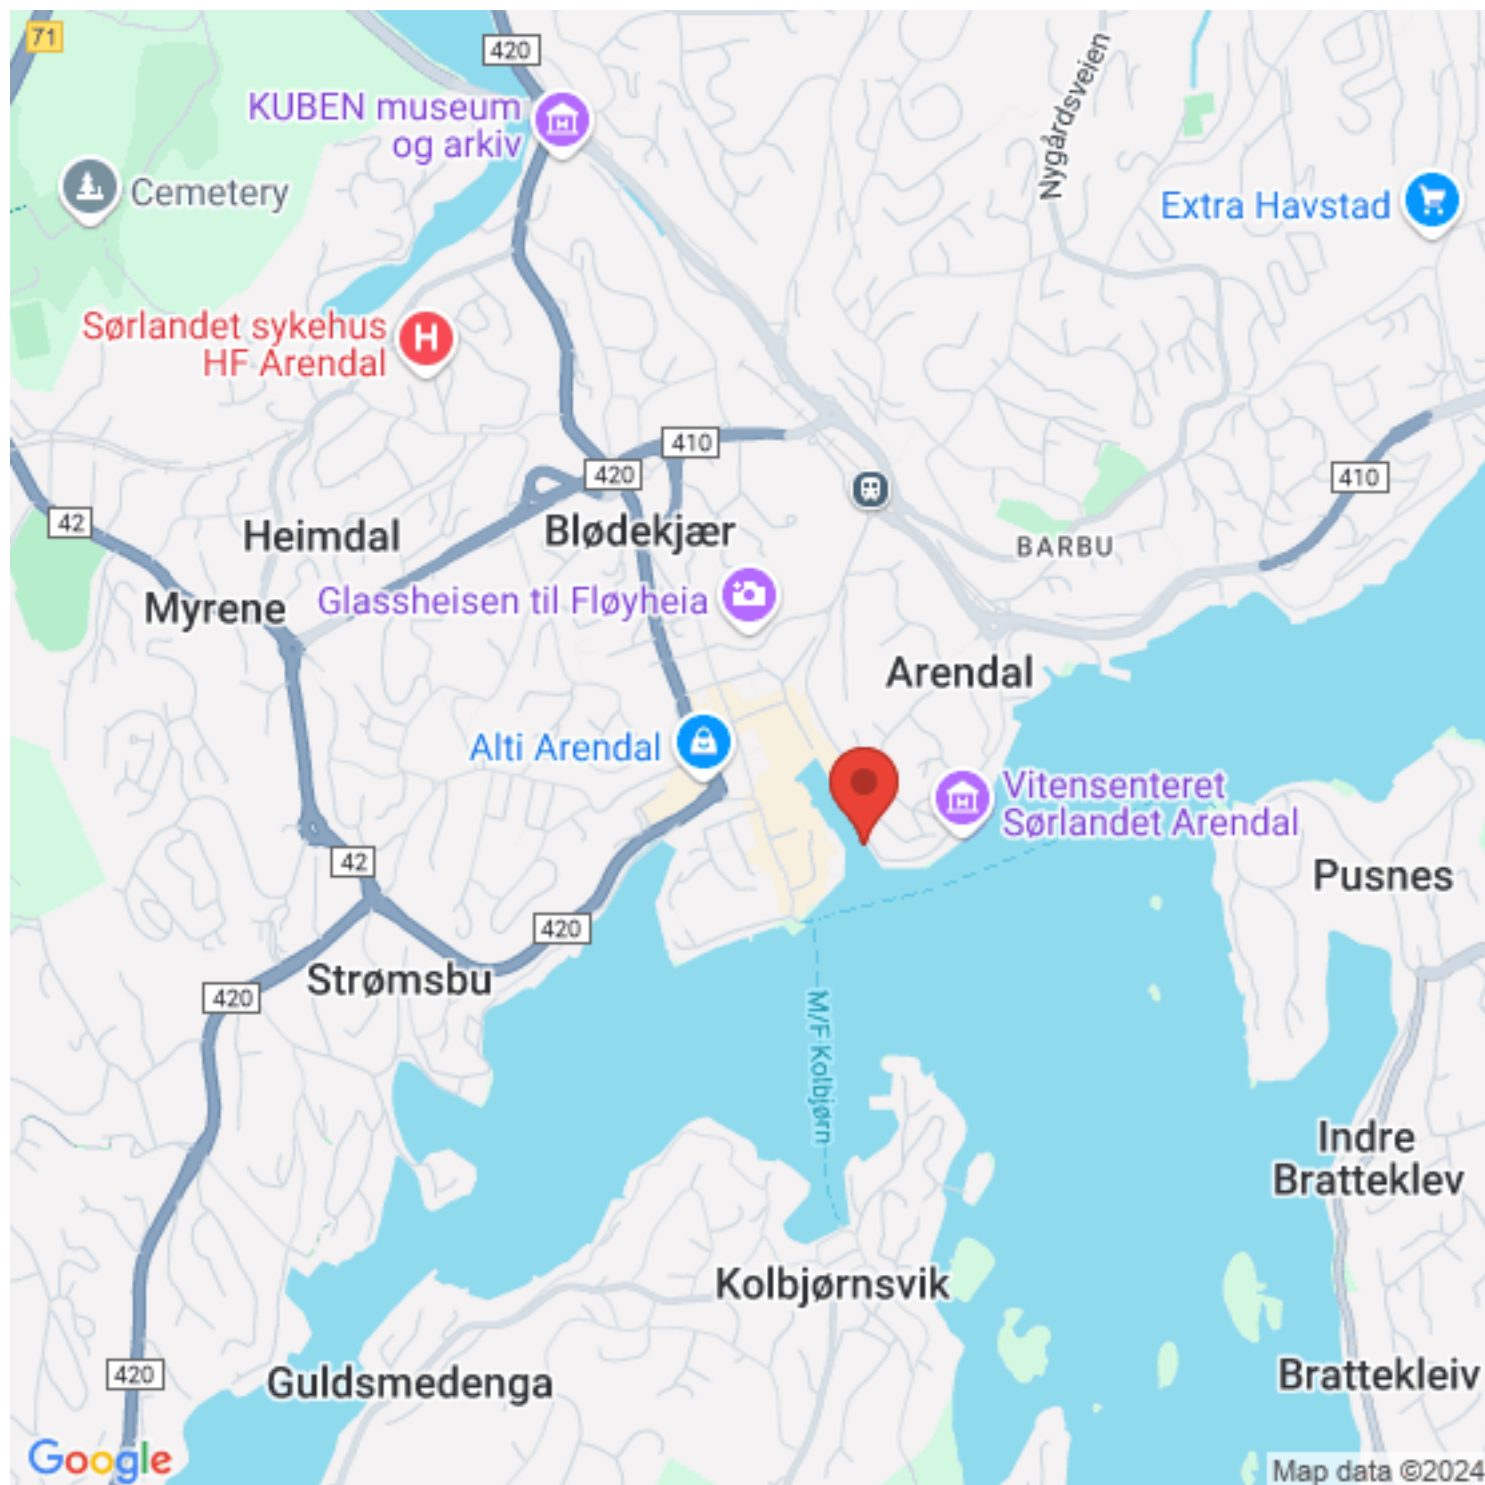 71
420
KUBEN museum
og arkiv
Nygårdsveien
Cemetery
Extra Havstad
Sørlandet sykehus
HF Arendal
410
420
410
42
Heimdal
Blødekjær
BARBU
Myrene
Glassheisen til Fløyheia
Arendal
Alti Arendal
Vitensenteret
Sørlandet Arendal
42
Pusnes
420
Strømsbu
420
M/F Kolbjørn
Indre
Bratteklev
Kolbjørnsvik
420
Guldsmedenga
Brattekleiv
Google
Map data ©2024